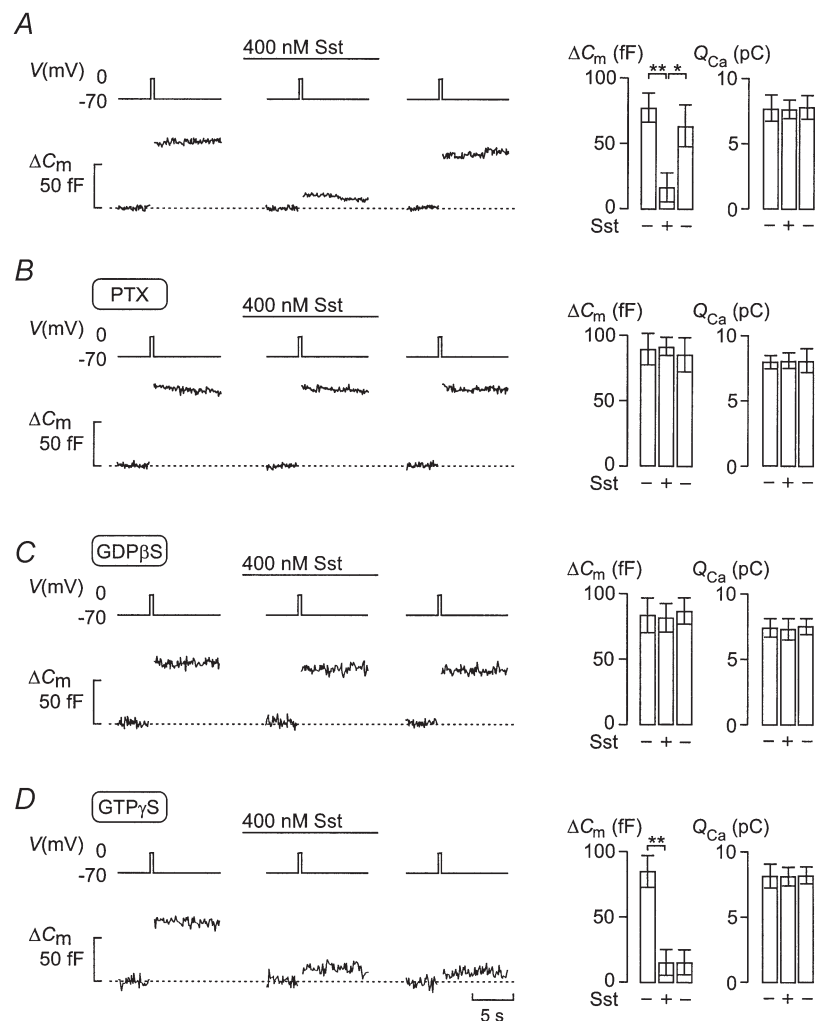 A
400 nM Sst
V(mV) 0
-70
ΔCm
50 fF
ΔCm (fF)
100
50
0
** *
Sst − + −
QCa (pC)
10
5
0
− + −
B
PTX
400 nM Sst
V(mV) 0
-70
ΔCm
50 fF
ΔCm (fF)
100
50
0
Sst − + −
QCa (pC)
10
5
0
− + −
C
GDPβS
400 nM Sst
V(mV) 0
-70
ΔCm
50 fF
ΔCm (fF)
100
50
0
Sst − + −
QCa (pC)
10
5
0
− + −
D
GTPγS
400 nM Sst
V(mV) 0
-70
ΔCm
50 fF
5 s
ΔCm (fF)
100
50
0
**
Sst − + −
QCa (pC)
10
5
0
− + −